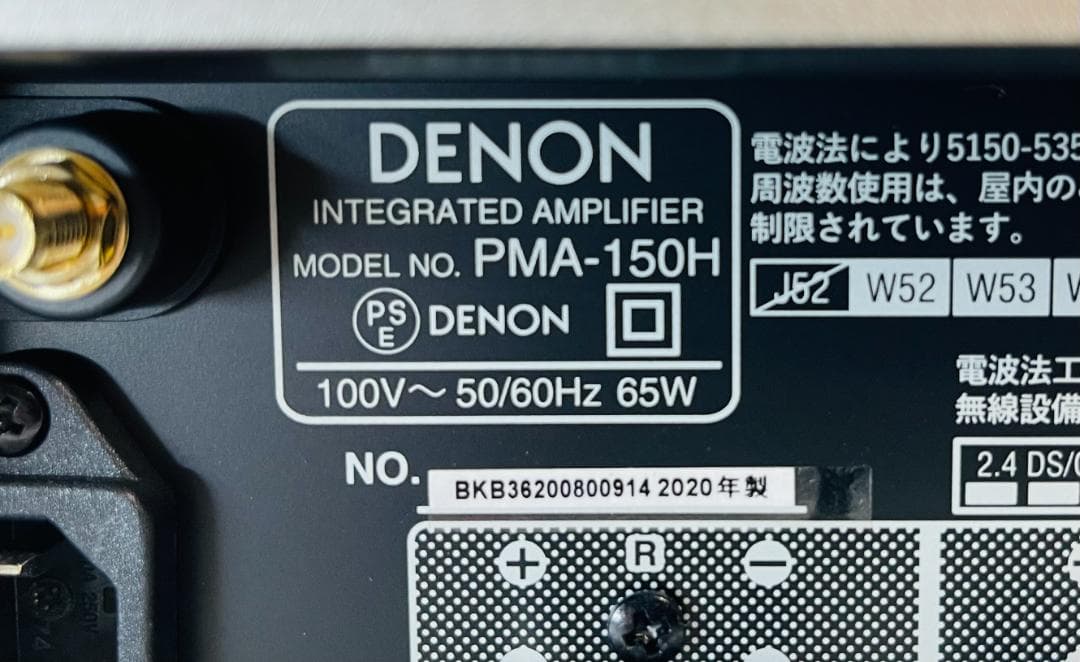 DENON
INTEGRATED AMPLIFIER
MODEL NO. PMA-150H
PSE DENON
100V～ 50/60Hz 65W
電波法により5150-535
周波数使用は、屋内の
制限されています。
J52 W52 W53
電波法工
無線設備
2.4 DS/
NO. BKB36200800914 2020年製
+ R −
250V